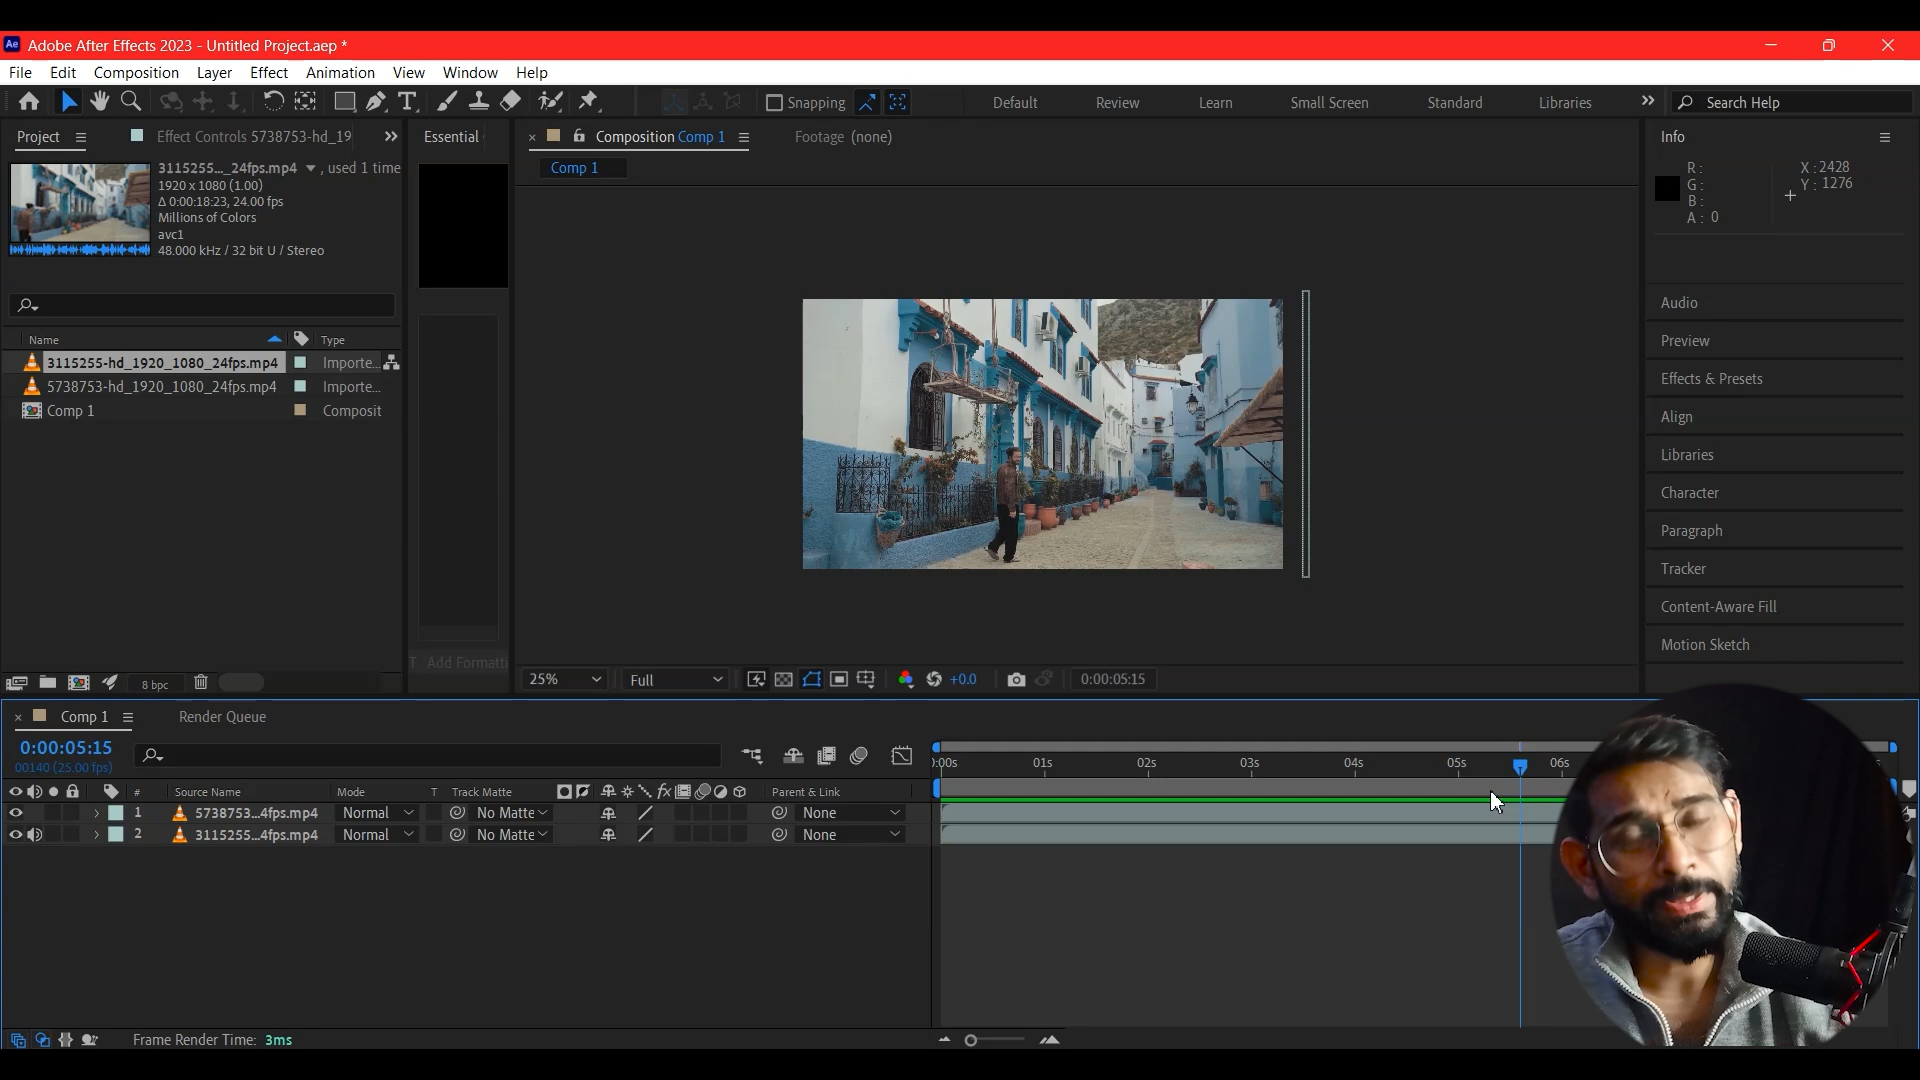 Ae Adobe After Effects 2023 - Untitled Project.aep *
File Edit Composition Layer Effect Animation View Window Help
Snapping Default Review Learn Small Screen Standard Libraries Search Help
Project Effect Controls 5738753-hd_19 Essential Composition Comp 1 Footage (none) Info
3115255..._24fps.mp4 , used 1 time
1920 x 1080 (1.00)
Δ 0:00:18:23, 24.00 fps
Millions of Colors
avc1
48.000 kHz / 32 bit U / Stereo
Comp 1
R :
G :
B :
A : 0
X : 2428
Y : 1276
Name Type
3115255-hd_1920_1080_24fps.mp4 Importe...
5738753-hd_1920_1080_24fps.mp4 Importe...
Comp 1 Composit
Audio
Preview
Effects & Presets
Align
Libraries
Character
Paragraph
Tracker
Content-Aware Fill
Motion Sketch
T Add Formatti
8 bpc
25% Full +0.0 0:00:05:15
Comp 1 Render Queue
0:00:05:15
00140 (25.00 fps)
):00s 01s 02s 03s 04s 05s 06s
# Source Name Mode T Track Matte fx Parent & Link
1 5738753...4fps.mp4 Normal No Matte None
2 3115255...4fps.mp4 Normal No Matte None
Frame Render Time: 3ms